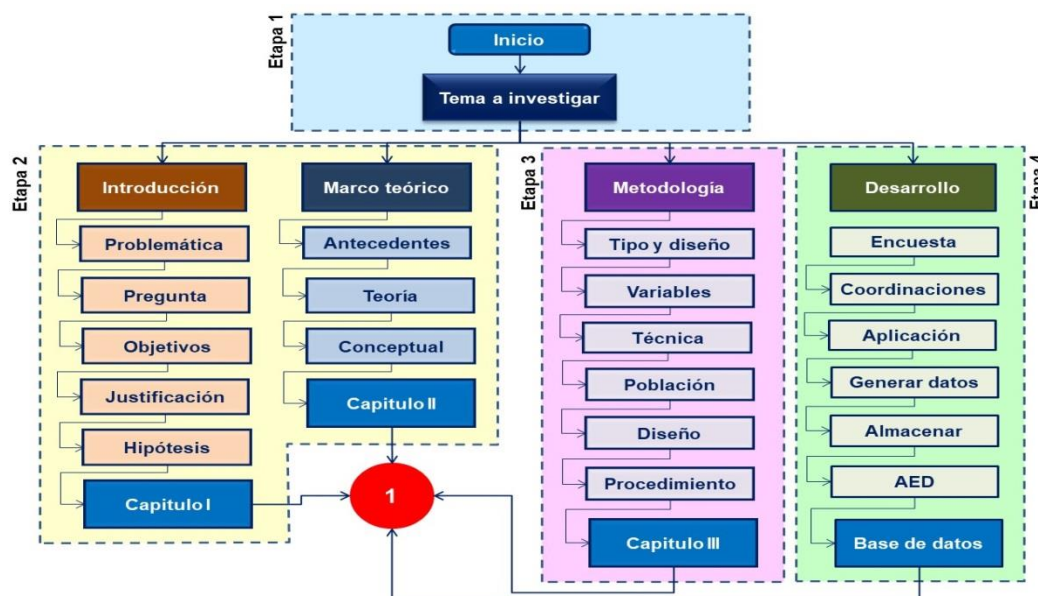 Etapa 1
Inicio
Tema a investigar
Etapa 2
Introducción
Problemática
Pregunta
Objetivos
Justificación
Hipótesis
Capitulo I
Marco teórico
Antecedentes
Teoría
Conceptual
Capitulo II
1
Etapa 3
Metodología
Tipo y diseño
Variables
Técnica
Población
Diseño
Procedimiento
Capitulo III
Etapa 4
Desarrollo
Encuesta
Coordinaciones
Aplicación
Generar datos
Almacenar
AED
Base de datos